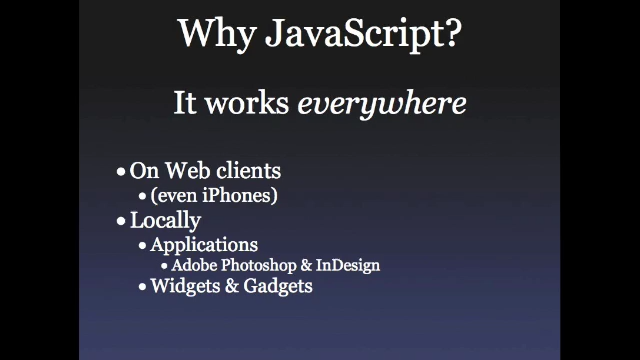 Why JavaScript?
It works everywhere
• On Web clients
• (even iPhones)
• Locally
• Applications
• Adobe Photoshop & InDesign
• Widgets & Gadgets